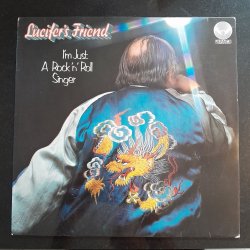 Lucifer's Friend
I'm Just
A Rock 'n' Roll
Singer